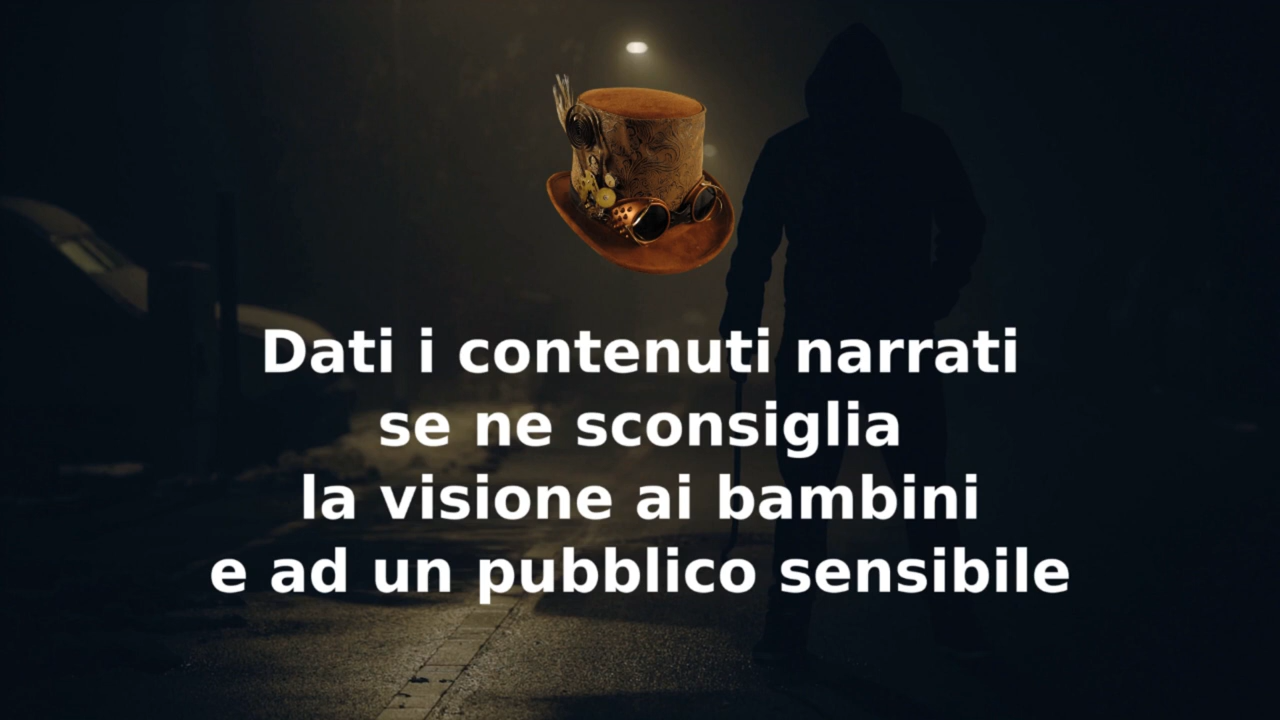 Dati i contenuti narrati
se ne sconsiglia
la visione ai bambini
e ad un pubblico sensibile